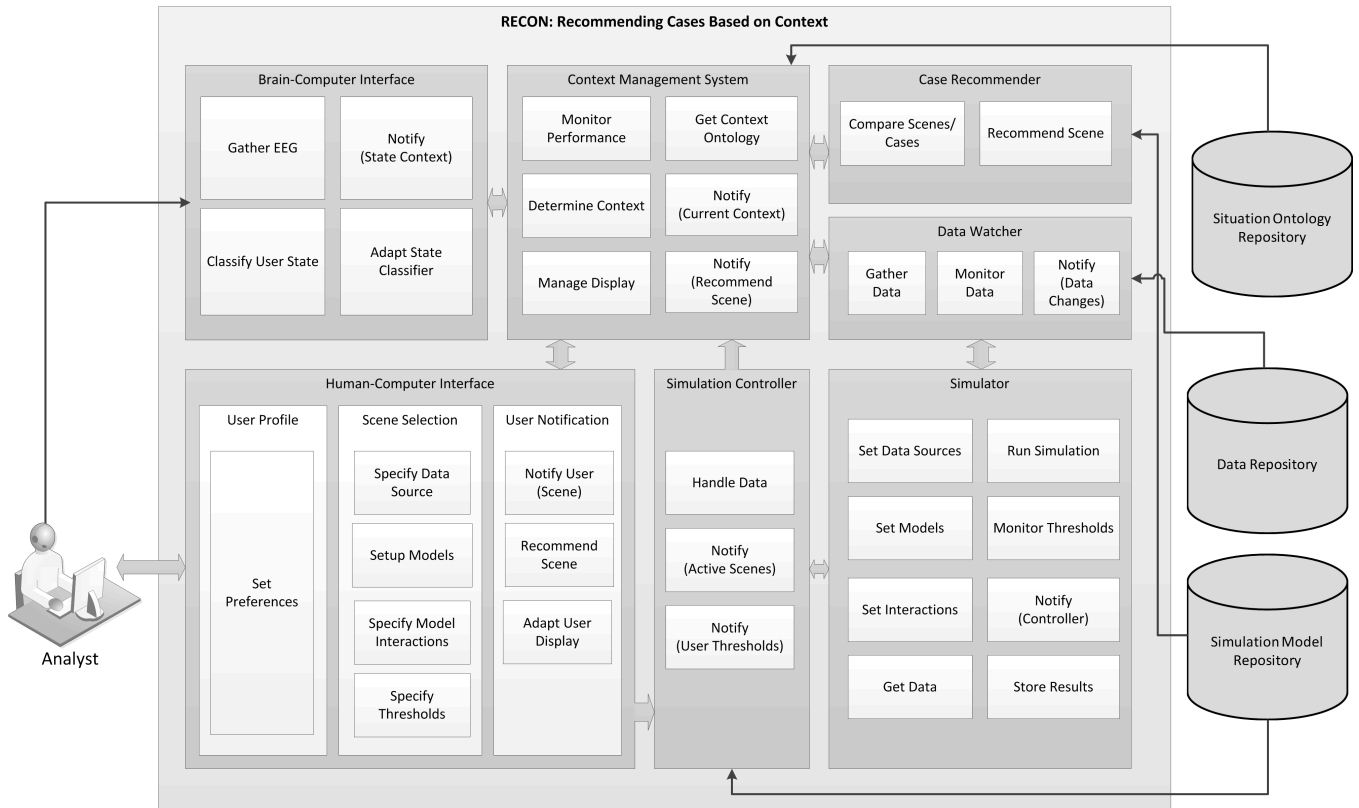 RECON: Recommending Cases Based on Context
Brain-Computer Interface
Gather EEG
Notify
(State Context)
Classify User State
Adapt State
Classifier
Context Management System
Monitor
Performance
Get Context
Ontology
Determine Context
Notify
(Current Context)
Manage Display
Notify
(Recommend
Scene)
Case Recommender
Compare Scenes/
Cases
Recommend Scene
Data Watcher
Gather
Data
Monitor
Data
Notify
(Data
Changes)
Human-Computer Interface
User Profile
Set
Preferences
Scene Selection
Specify Data
Source
Setup Models
Specify Model
Interactions
Specify
Thresholds
User Notification
Notify User
(Scene)
Recommend
Scene
Adapt User
Display
Simulation Controller
Handle Data
Notify
(Active Scenes)
Notify
(User Thresholds)
Simulator
Set Data Sources
Run Simulation
Set Models
Monitor Thresholds
Set Interactions
Notify
(Controller)
Get Data
Store Results
Situation Ontology
Repository
Data Repository
Simulation Model
Repository
Analyst